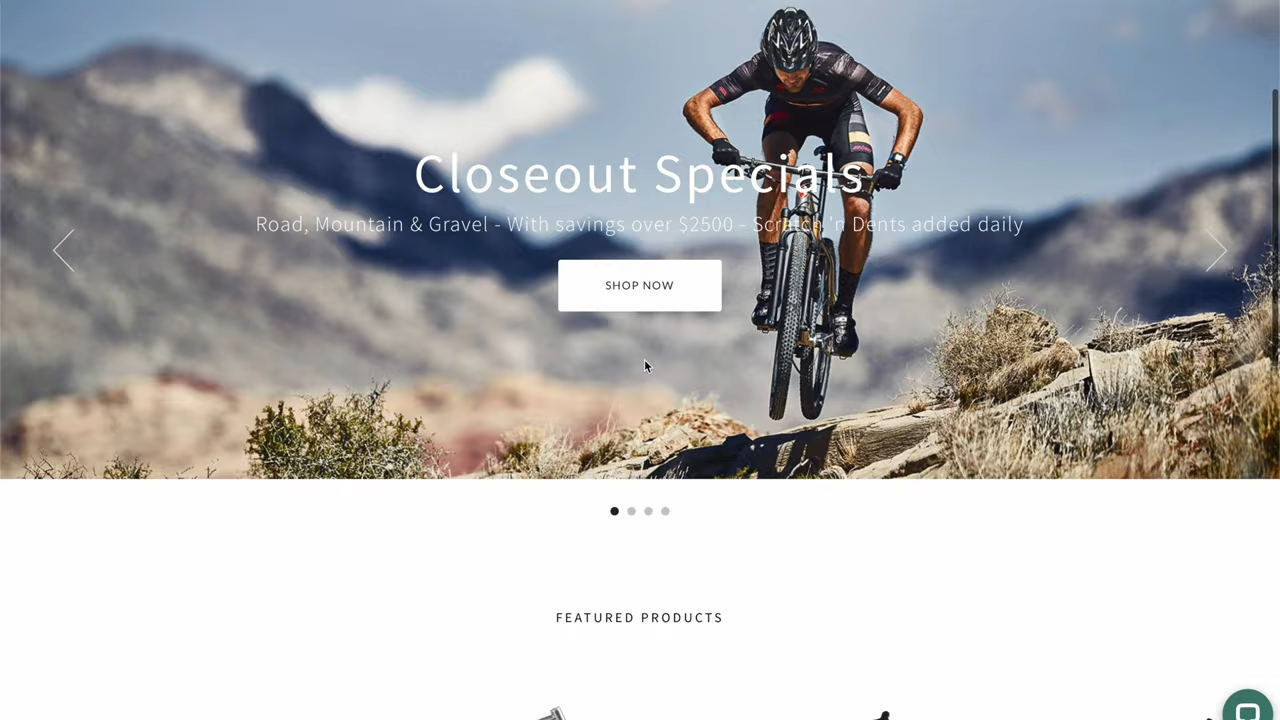 Closeout Specials
Road, Mountain & Gravel - With savings over $2500 - Scratch 'n Dents added daily
SHOP NOW
FEATURED PRODUCTS